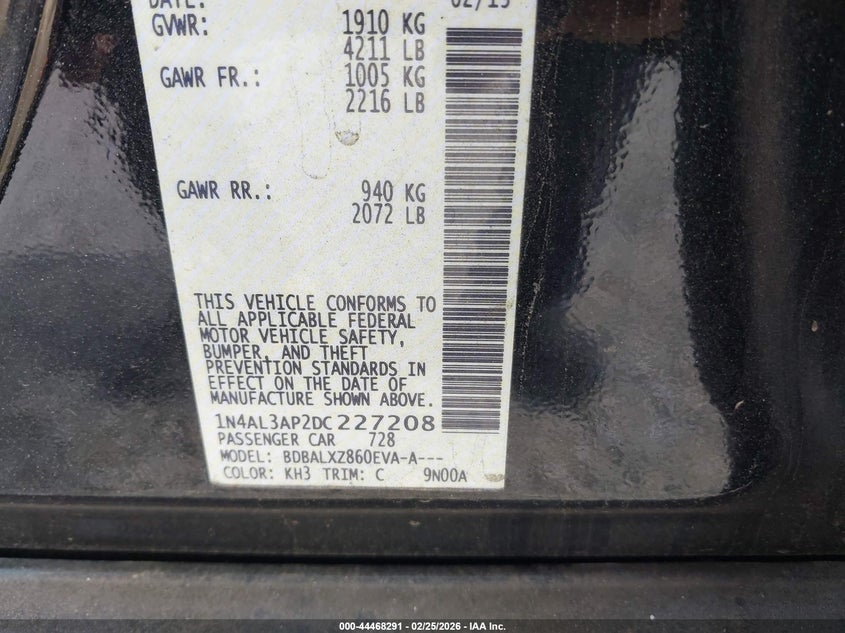 DATE: 02/13
GVWR: 1910 KG
4211 LB
GAWR FR.: 1005 KG
2216 LB
GAWR RR.: 940 KG
2072 LB
THIS VEHICLE CONFORMS TO
ALL APPLICABLE FEDERAL
MOTOR VEHICLE SAFETY,
BUMPER, AND THEFT
PREVENTION STANDARDS IN
EFFECT ON THE DATE OF
MANUFACTURE SHOWN ABOVE.
1N4AL3AP2DC227208
PASSENGER CAR 728
MODEL: BDBALXZ860EVA-A---
COLOR: KH3 TRIM: C 9N00A
000-44468291 - 02/25/2026 - IAA Inc.